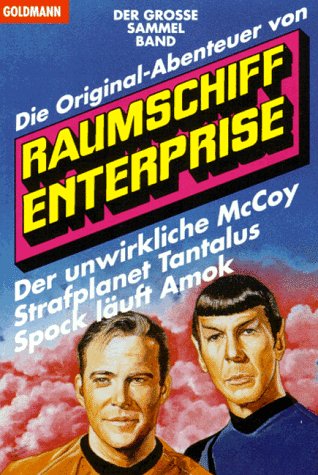 GOLDMANN
DER GROSSE
SAMMEL
BAND
Die Original-Abenteuer von
RAUMSCHIFF
ENTERPRISE
Der unwirkliche McCoy
Strafplanet Tantalus
Spock läuft Amok